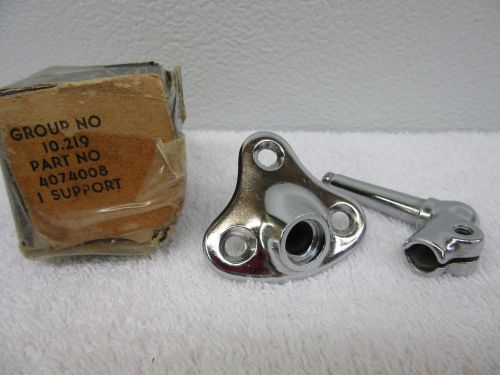 GROUP NO
10.219
PART NO
4074008
1 SUPPORT